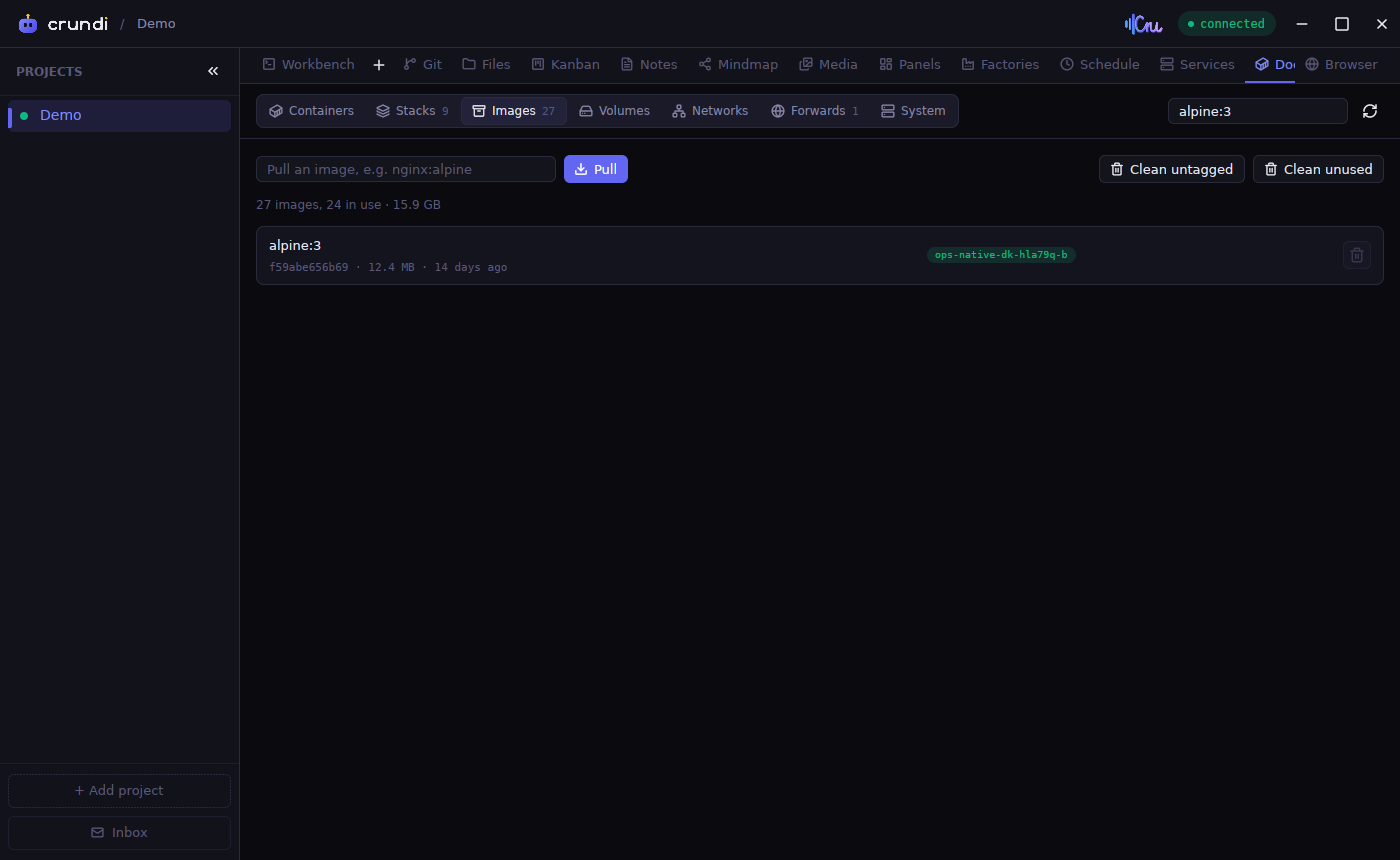 crundi / Demo
Cru
connected
PROJECTS
Workbench + Git Files Kanban Notes Mindmap Media Panels Factories Schedule Services Doc Browser
Demo
Containers Stacks 9 Images 27 Volumes Networks Forwards 1 System
alpine:3
Pull an image, e.g. nginx:alpine
Pull
Clean untagged
Clean unused
27 images, 24 in use · 15.9 GB
alpine:3
f59abe656b69 · 12.4 MB · 14 days ago
ops-native-dk-hla79q-b
+ Add project
Inbox